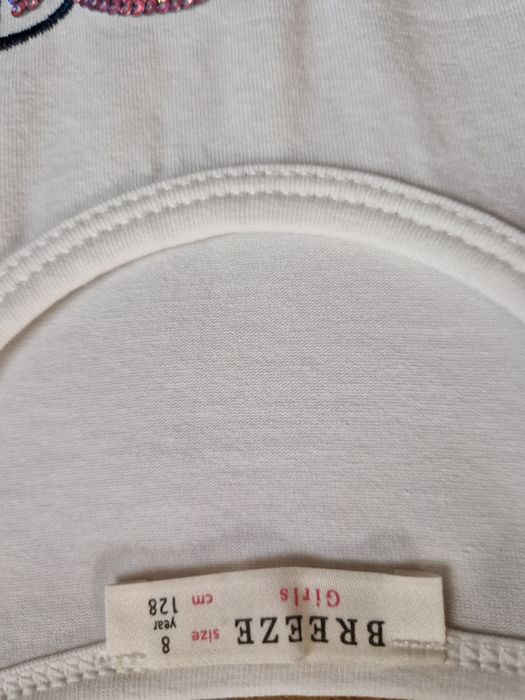 BREEZE
Girls
size 8 year
cm 128